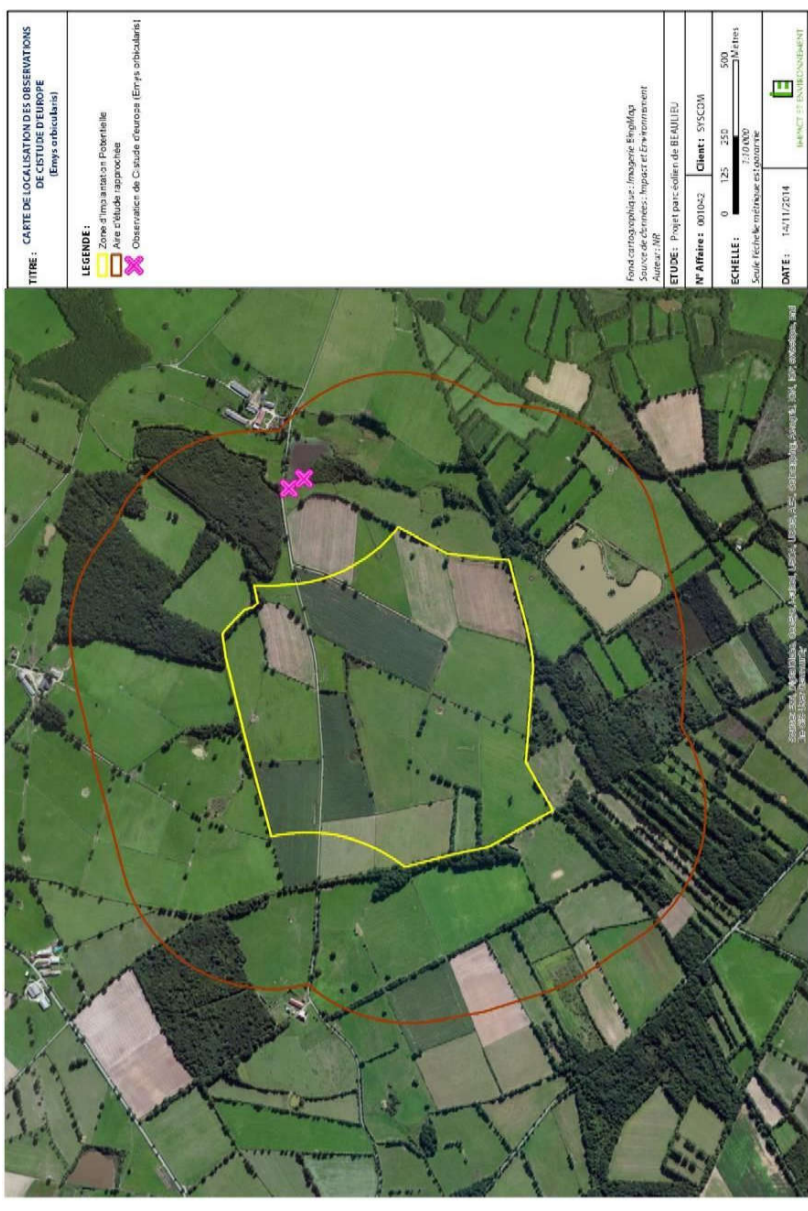 TITRE : CARTE DE LOCALISATION DES OBSERVATIONS
DE CISTUDE D'EUROPE
(Emys orbicularis)
LEGENDE :
Zone d'Implantation Potentielle
Aire d'étude rapprochée
Observation de Cistude d'europe (Emys orbicularis)
Fond cartographique : Imagerie BingMap
Source de données : Impact et Environnement
Auteur : NR
ETUDE : Projet parc éolien de BEAULIEU
N° Affaire : 001042 Client : SYSCOM
ECHELLE :
0 125 250 500
Mètres
1:10 000
Seule l'échelle métrique est garantie
DATE : 14/11/2014
IMPACT ET ENVIRONNEMENT